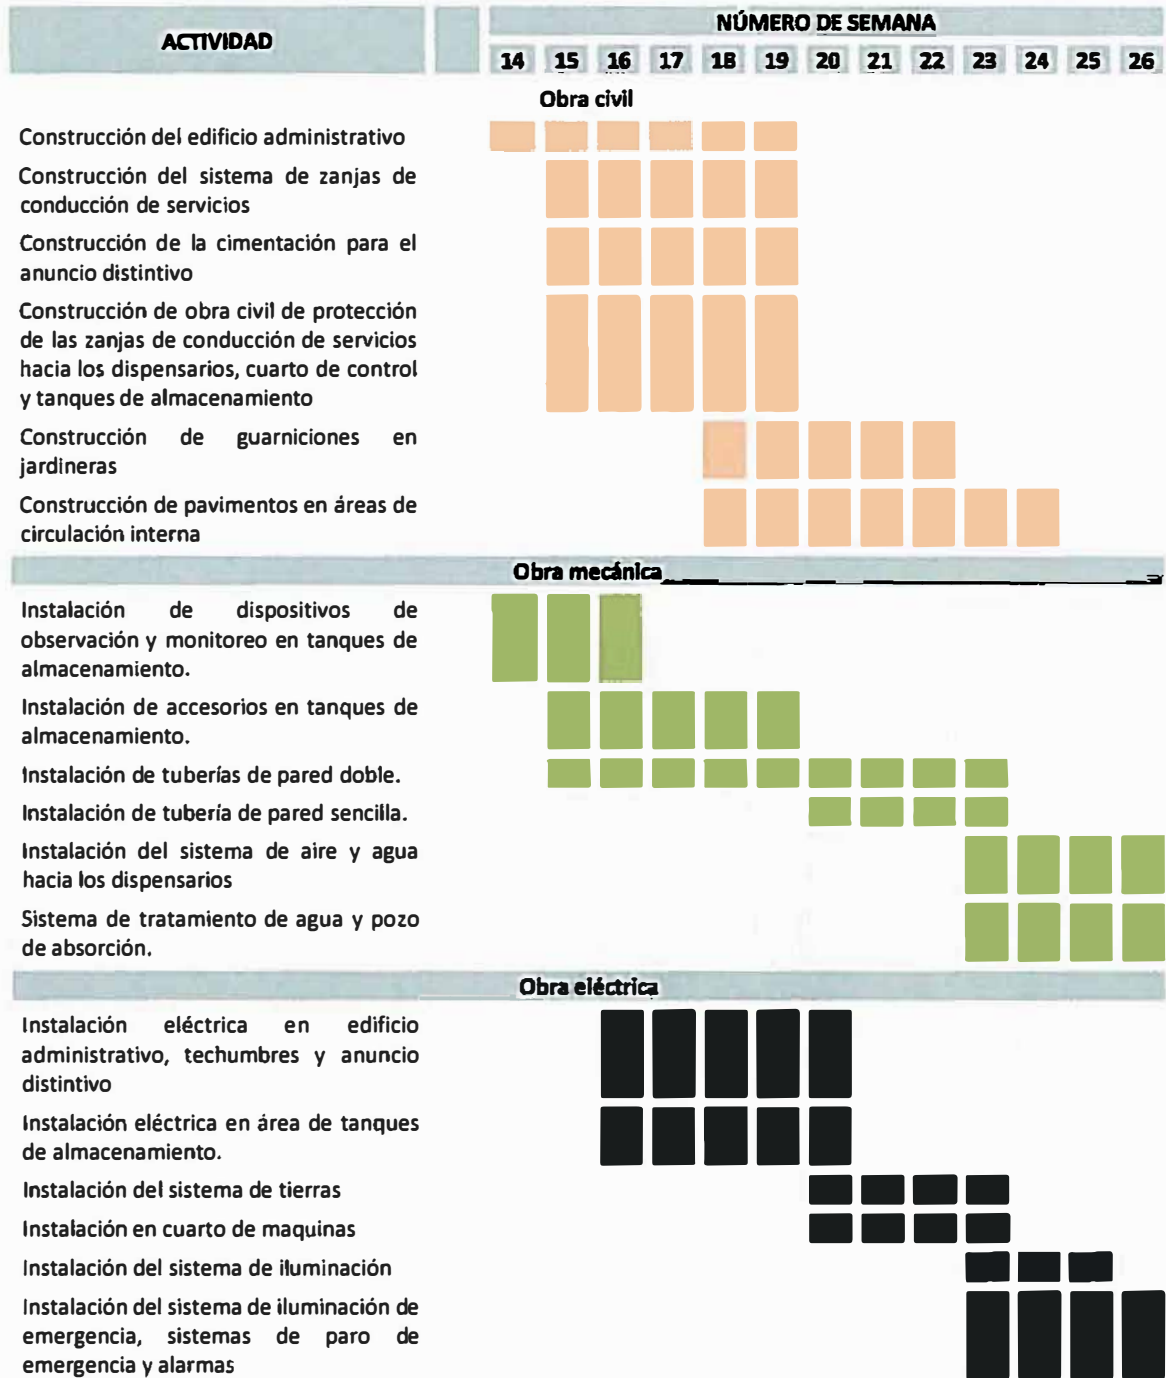 ACTIVIDAD
NÚMERO DE SEMANA
14 15 16 17 18 19 20 21 22 23 24 25 26
Obra civil
Construcción del edificio administrativo
Construcción del sistema de zanjas de
conducción de servicios
Construcción de la cimentación para el
anuncio distintivo
Construcción de obra civil de protección
de las zanjas de conducción de servicios
hacia los dispensarios, cuarto de control
y tanques de almacenamiento
Construcción de guarniciones en
jardineras
Construcción de pavimentos en áreas de
circulación interna
Obra mecánica
Instalación de dispositivos de
observación y monitoreo en tanques de
almacenamiento.
Instalación de accesorios en tanques de
almacenamiento.
Instalación de tuberías de pared doble.
Instalación de tubería de pared sencilla.
Instalación del sistema de aire y agua
hacia los dispensarios
Sistema de tratamiento de agua y pozo
de absorción.
Obra eléctrica
Instalación eléctrica en edificio
administrativo, techumbres y anuncio
distintivo
Instalación eléctrica en área de tanques
de almacenamiento.
Instalación del sistema de tierras
Instalación en cuarto de maquinas
Instalación del sistema de iluminación
Instalación del sistema de iluminación de
emergencia, sistemas de paro de
emergencia y alarmas